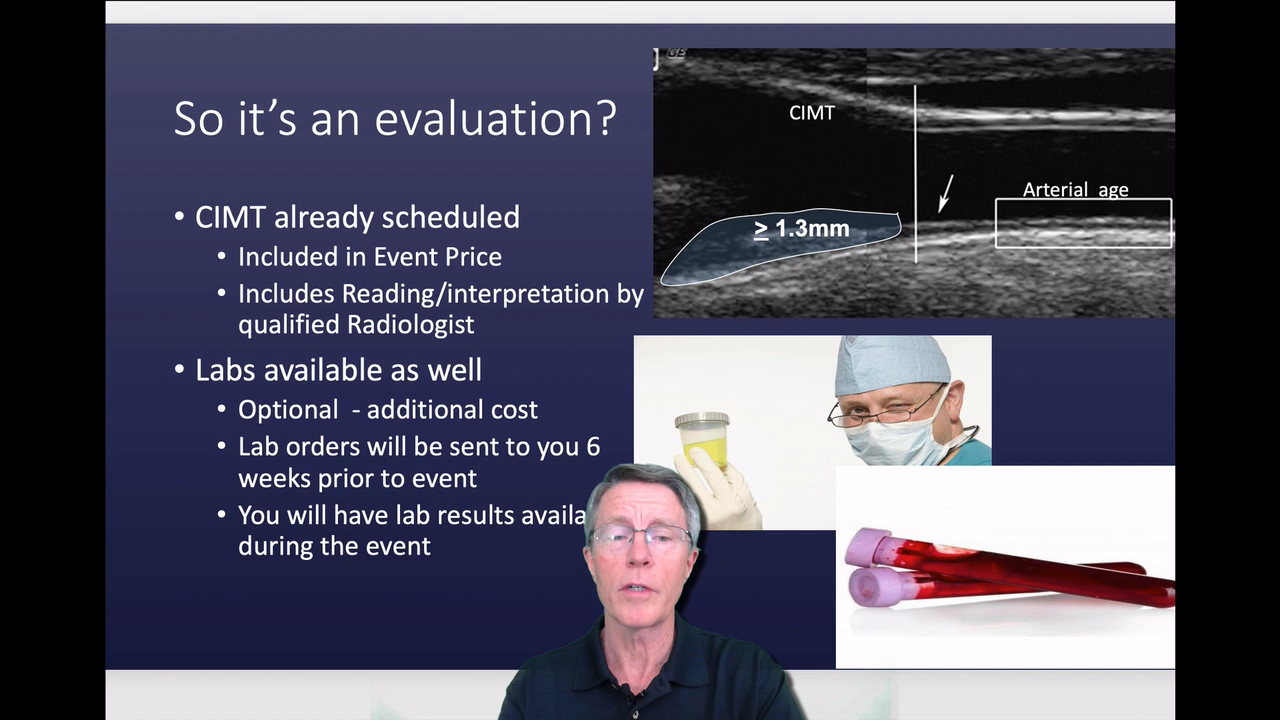 So it's an evaluation?
• CIMT already scheduled
• Included in Event Price
• Includes Reading/interpretation by
qualified Radiologist
• Labs available as well
• Optional - additional cost
• Lab orders will be sent to you 6
weeks prior to event
• You will have lab results availa
during the event
GE
CIMT
Arterial age
≥ 1.3mm